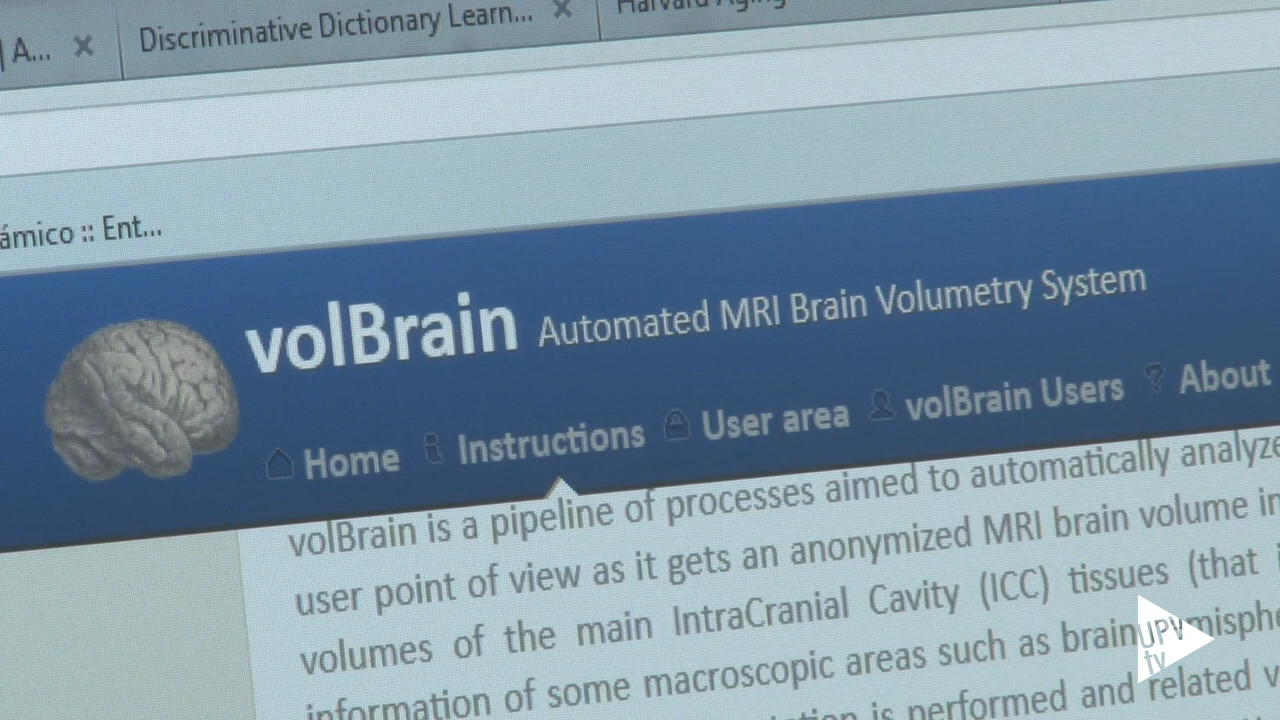 | A...
Discriminative Dictionary Learn...
Harvard Aging
ámico :: Ent...
volBrain Automated MRI Brain Volumetry System
Home Instructions User area volBrain Users About
volBrain is a pipeline of processes aimed to automatically analyze
user point of view as it gets an anonymized MRI brain volume in
volumes of the main IntraCranial Cavity (ICC) tissues (that
information of some macroscopic areas such as brain
is performed and related v
UPV
tv